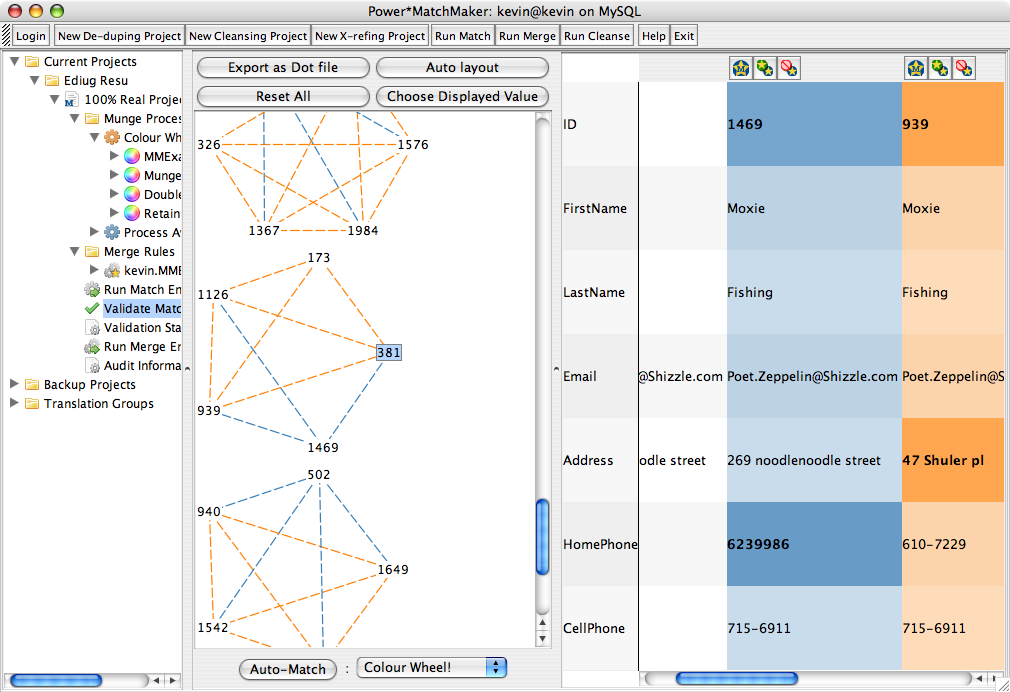 Power*MatchMaker: kevin@kevin on MySQL
Login New De-duping Project New Cleansing Project New X-refing Project Run Match Run Merge Run Cleanse Help Exit
Current Projects
Ediug Resu
100% Real Proje
Munge Proces
Colour Wh
MMExa
Munge
Double
Retain
Process A
Merge Rules
kevin.MME
Run Match En
Validate Matc
Validation Sta
Run Merge En
Audit Informa
Backup Projects
Translation Groups
Export as Dot file Auto layout
Reset All Choose Displayed Value
326 1576
1367 1984
173
1126
381
939
1469
502
940
1649
1542
Auto-Match : Colour Wheel!
ID 1469 939
FirstName Moxie Moxie
LastName Fishing Fishing
Email @Shizzle.com Poet.Zeppelin@Shizzle.com Poet.Zeppelin@S
Address odle street 269 noodlenoodle street 47 Shuler pl
HomePhone 6239986 610-7229
CellPhone 715-6911 715-6911